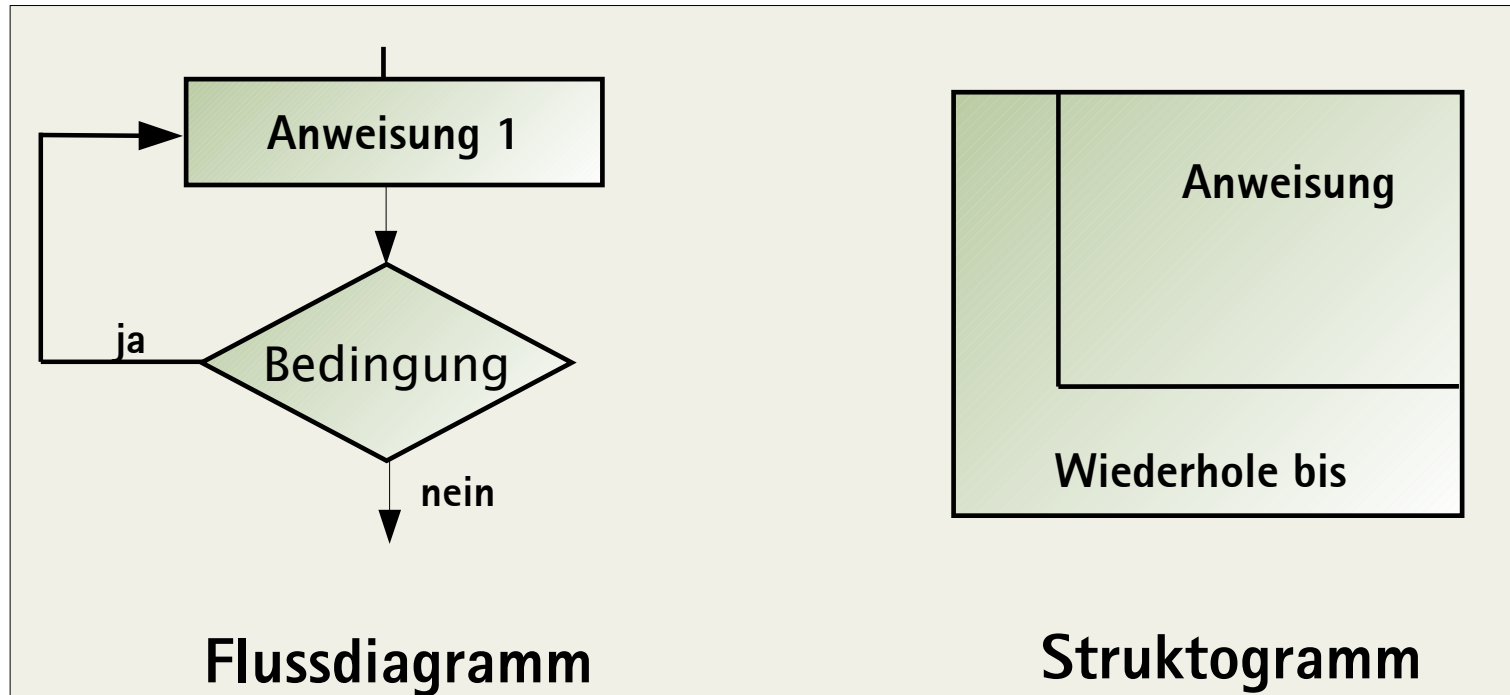 Anweisung 1
ja
Bedingung
nein
Flussdiagramm
Anweisung
Wiederhole bis
Struktogramm